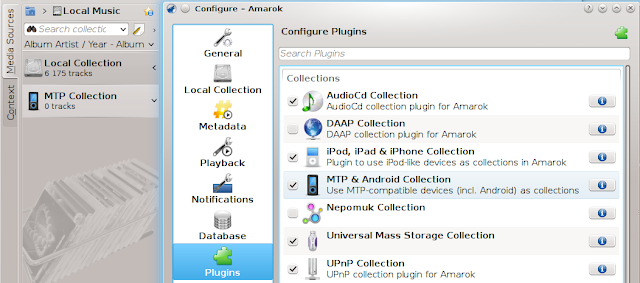 Local Music
Search collectic
Album Artist / Year - Album
Local Collection
6 175 tracks
MTP Collection
0 tracks
Media Sources
Context
Configure – Amarok
General
Local Collection
Metadata
Playback
Notifications
Database
Plugins
Configure Plugins
Search Plugins
Collections
AudioCd Collection
AudioCd collection plugin for Amarok
DAAP Collection
DAAP collection plugin for Amarok
iPod, iPad & iPhone Collection
Plugin to use iPod-like devices as collections in Amarok
MTP & Android Collection
Use MTP-compatible devices (incl. Android) as collections
Nepomuk Collection
Universal Mass Storage Collection
UPnP Collection
UPnP collection plugin for Amarok